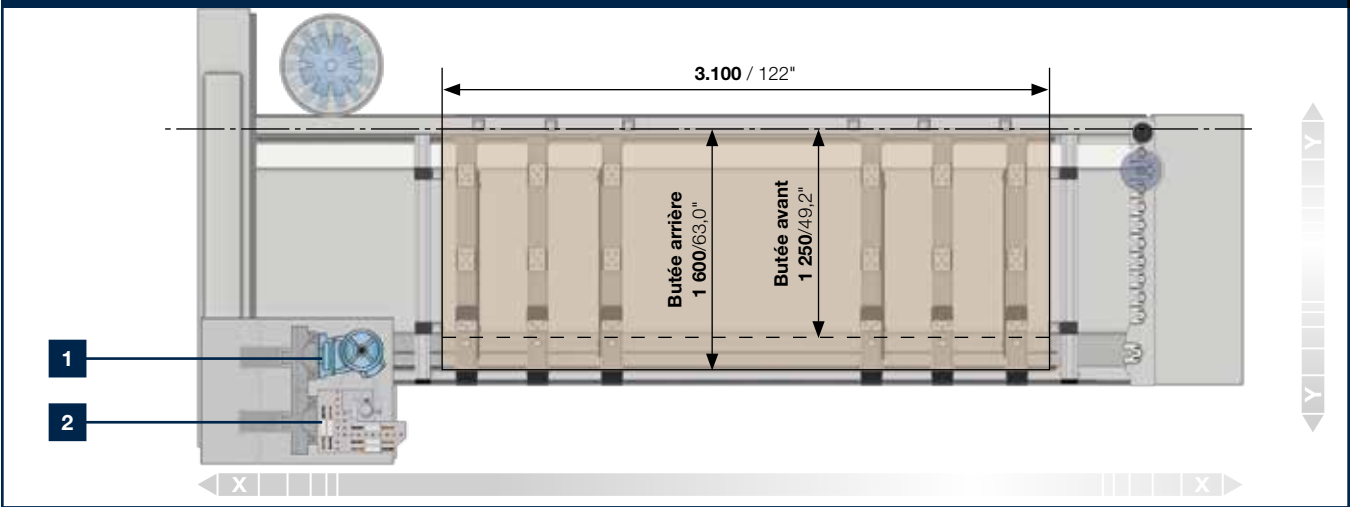 3.100 / 122"
Butée arrière
1 600/63,0"
Butée avant
1 250/49,2"
Y
Y
1
2
X
X